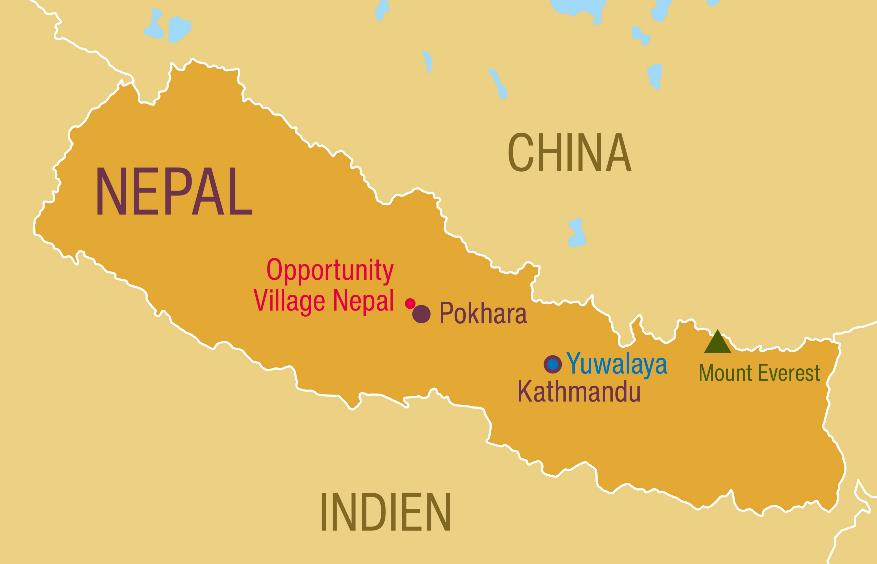 CHINA
NEPAL
Opportunity
Village Nepal
Pokhara
Yuwalaya
Kathmandu
Mount Everest
INDIEN